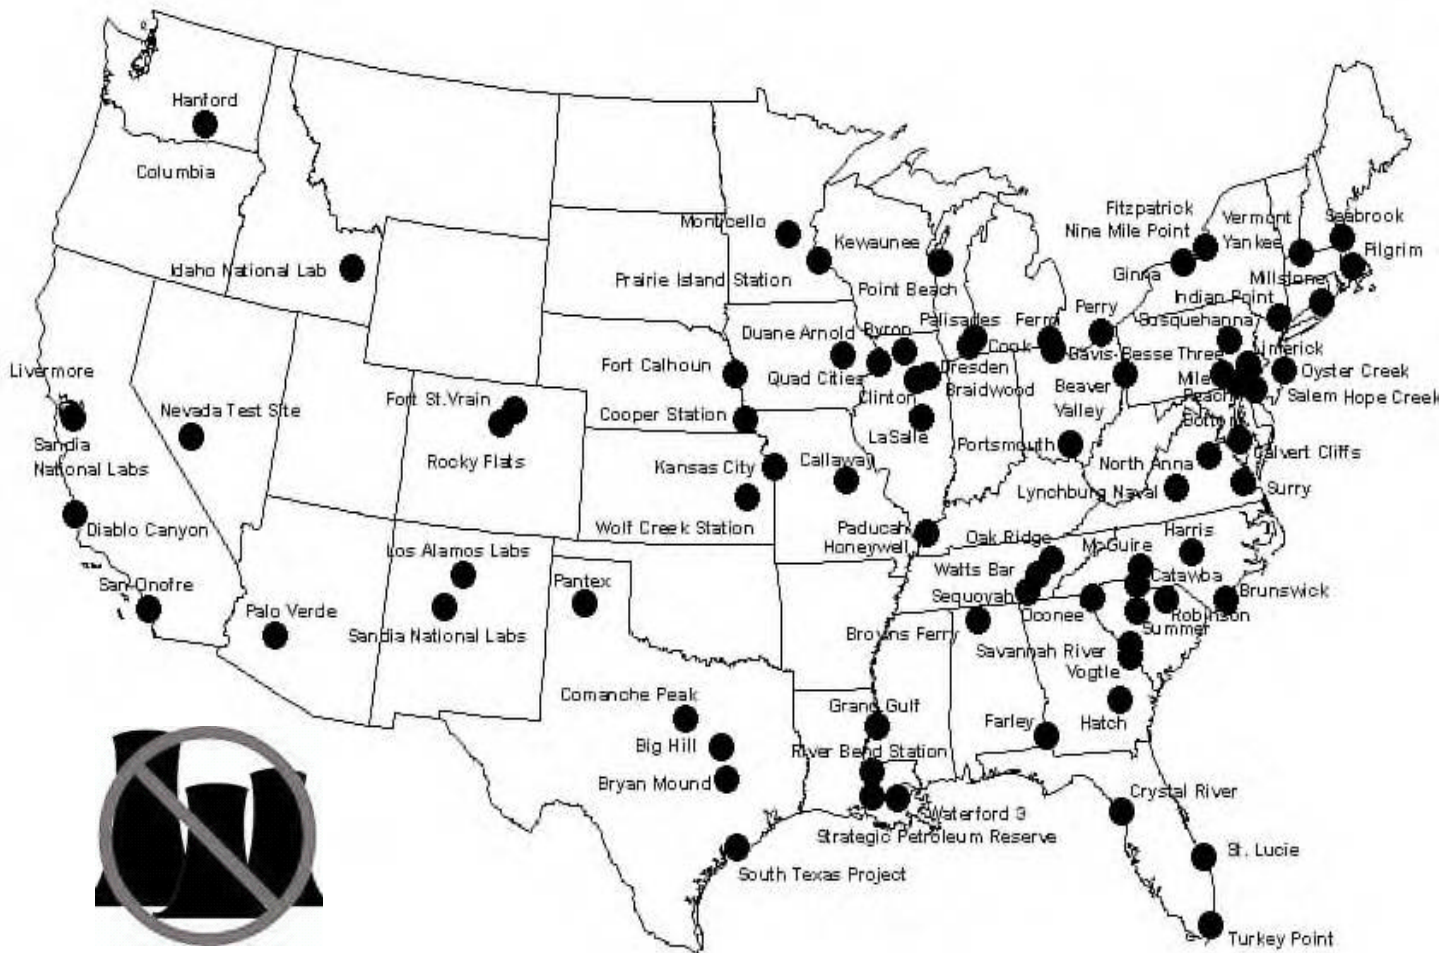 Hanford
Columbia
Idaho National Lab
Livermore
Sandia
National Labs
Nevada Test Site
Diablo Canyon
San Onofre
Palo Verde
Fort St.Vrain
Rocky Flats
Los Alamos Labs
Sandia National Labs
Pantex
Comanche Peak
Big Hill
Bryan Mound
South Texas Project
Monticello
Prairie Island Station
Kewaunee
Point Beach
Duane Arnold
Byron
Fort Calhoun
Quad Cities
Cooper Station
Clinton
Dresden
Braidwood
LaSalle
Kansas City
Callaway
Wolf Creek Station
Paducah
Honeywell
Palisades
Cook
Fermi
Perry
Davis-Besse
Beaver
Valley
Portsmouth
Fitzpatrick
Nine Mile Point
Ginna
Vermont
Yankee
Seabrook
Pilgrim
Millstone
Indian Point
Susquehanna
Three
Mile
Limerick
Peach
Bottom
Oyster Creek
Salem Hope Creek
Calvert Cliffs
North Anna
Lynchburg Naval
Surry
Oak Ridge
Watts Bar
Sequoyah
Browns Ferry
McGuire
Harris
Catawba
Oconee
Brunswick
Robinson
Summer
Savannah River
Vogtle
Hatch
Farley
Grand Gulf
River Bend Station
Waterford 3
Strategic Petroleum Reserve
Crystal River
St. Lucie
Turkey Point